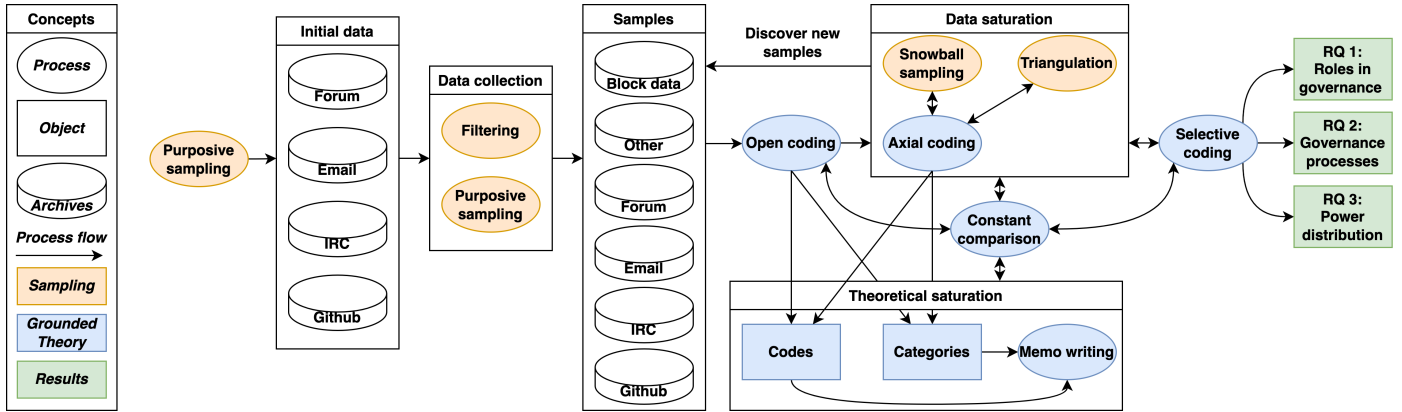 Concepts
Process
Object
Archives
Process flow
Sampling
Grounded
Theory
Results
Purposive
sampling
Initial data
Forum
Email
IRC
Github
Data collection
Filtering
Purposive
sampling
Samples
Block data
Other
Forum
Email
IRC
Github
Discover new
samples
Open coding
Data saturation
Snowball
sampling
Triangulation
Axial coding
Constant
comparison
Theoretical saturation
Codes
Categories
Memo writing
Selective
coding
RQ 1:
Roles in
governance
RQ 2:
Governance
processes
RQ 3:
Power
distribution